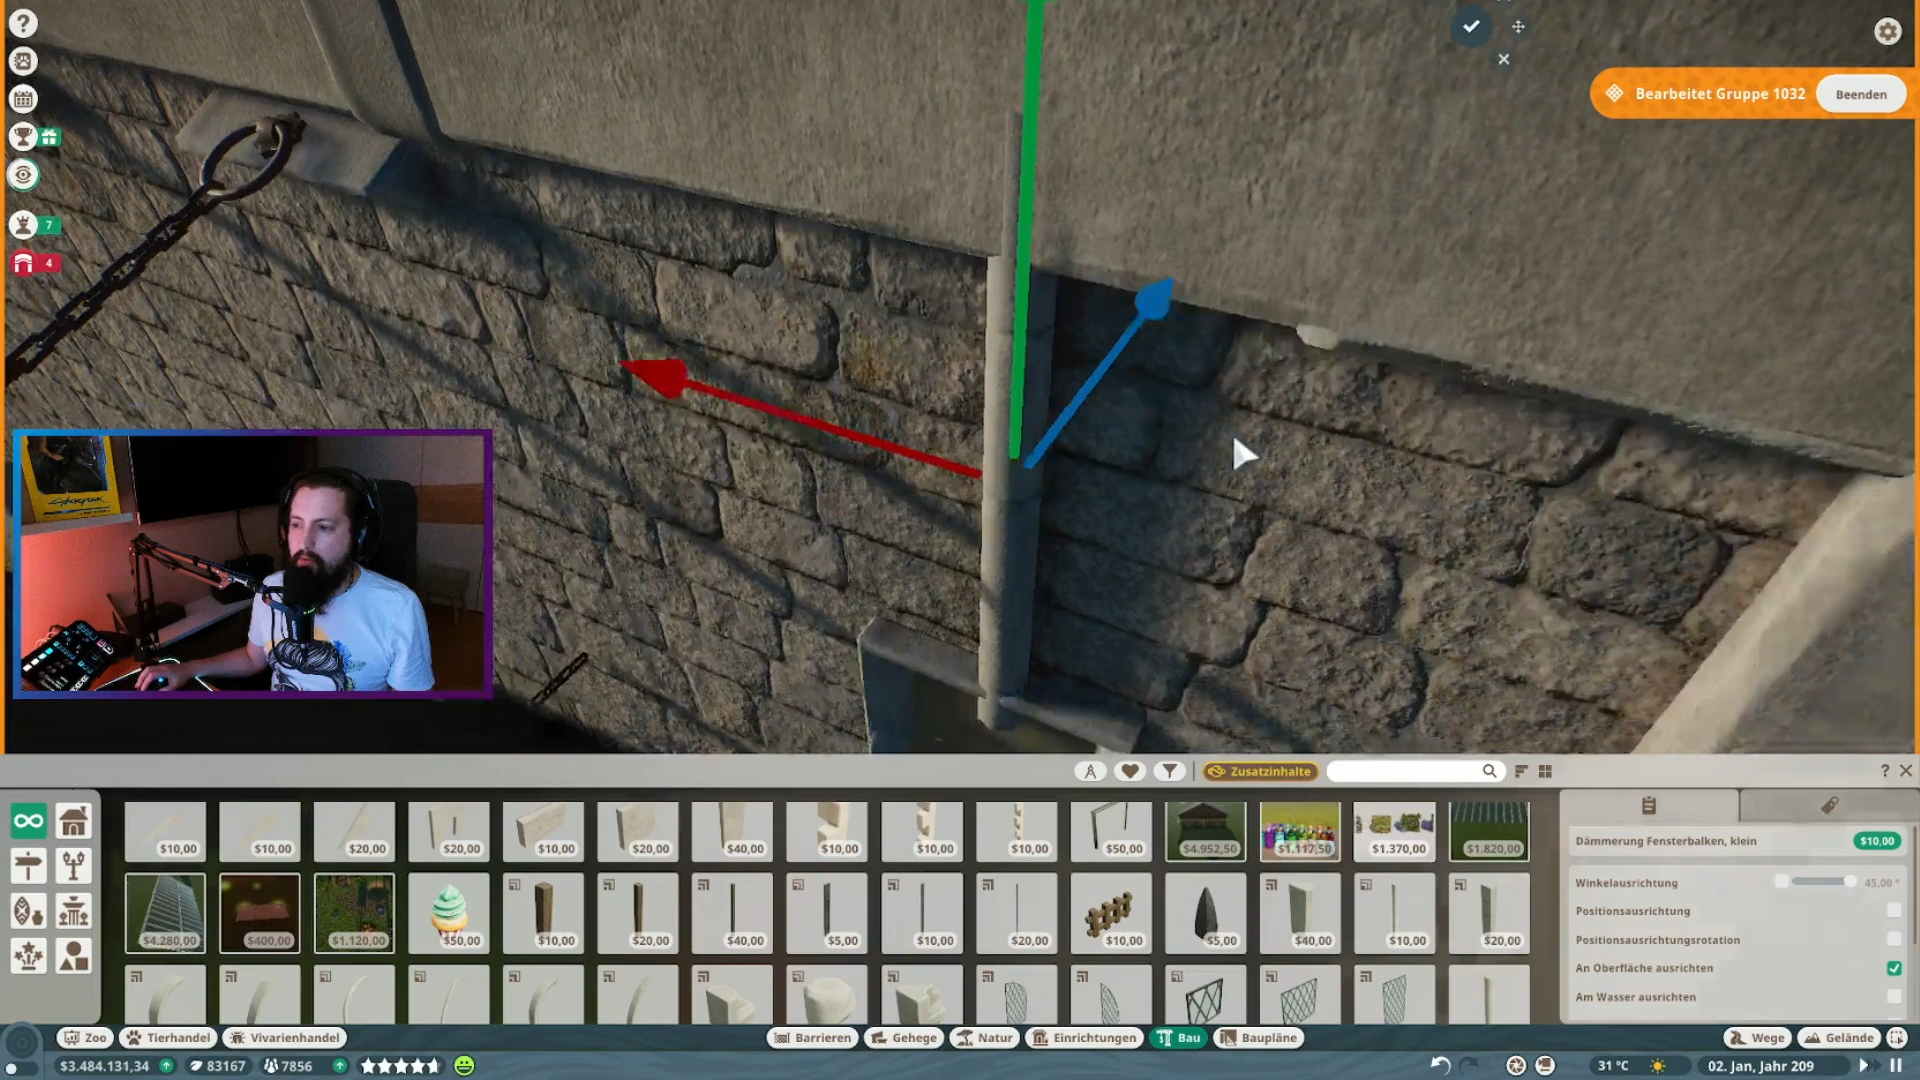 Bearbeitet Gruppe 1032
Beenden
7
4
CYBERPUNK
Zusatzinhalte
$10,00
$10,00
$20,00
$20,00
$10,00
$20,00
$40,00
$10,00
$10,00
$10,00
$50,00
$4.952,50
$1.117,50
$1.370,00
$1.820,00
$4.280,00
$400,00
$1.120,00
$50,00
$10,00
$20,00
$40,00
$5,00
$10,00
$20,00
$10,00
$5,00
$40,00
$10,00
$20,00
Dämmerung Fensterbalken, klein
$10,00
Winkelausrichtung
45,00 °
Positionsausrichtung
Positionsausrichtungsrotation
An Oberfläche ausrichten
Am Wasser ausrichten
Zoo
Tierhandel
Vivarienhandel
Barrieren
Gehege
Natur
Einrichtungen
Bau
Baupläne
Wege
Gelände
$3.484.131,34
83167
7856
31 °C
02. Jan, Jahr 209